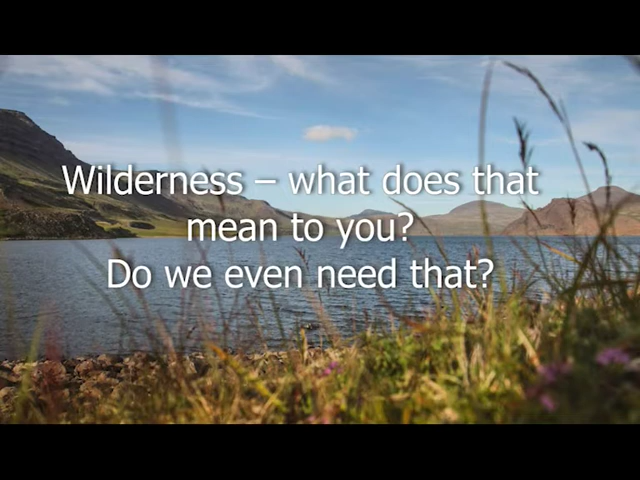 Wilderness – what does that
mean to you?
Do we even need that?